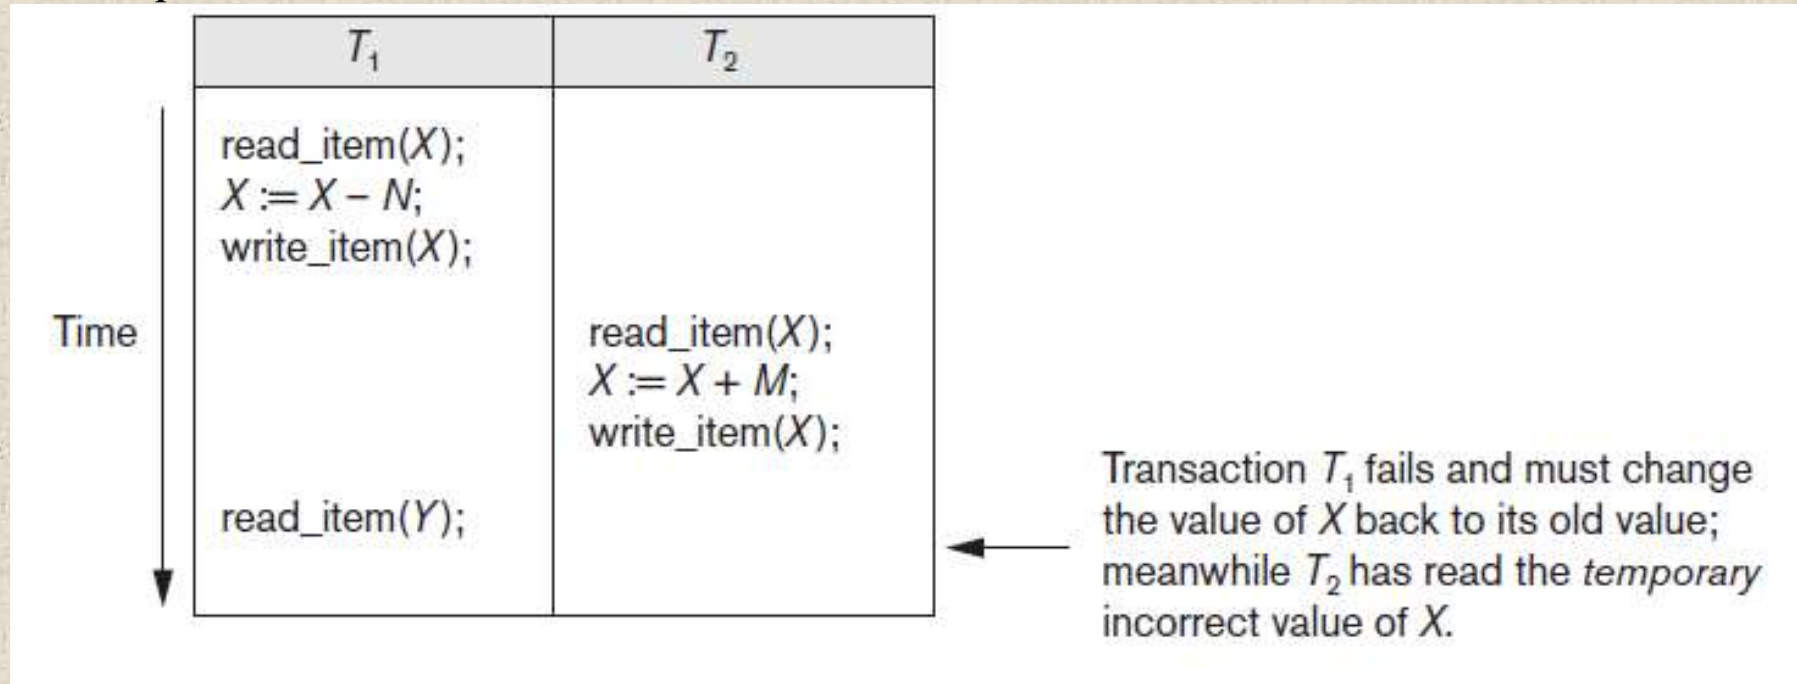 T₁ T₂
read_item(X);
X := X – N;
write_item(X);
Time
read_item(X);
X := X + M;
write_item(X);
read_item(Y);
Transaction T₁ fails and must change
the value of X back to its old value;
meanwhile T₂ has read the temporary
incorrect value of X.